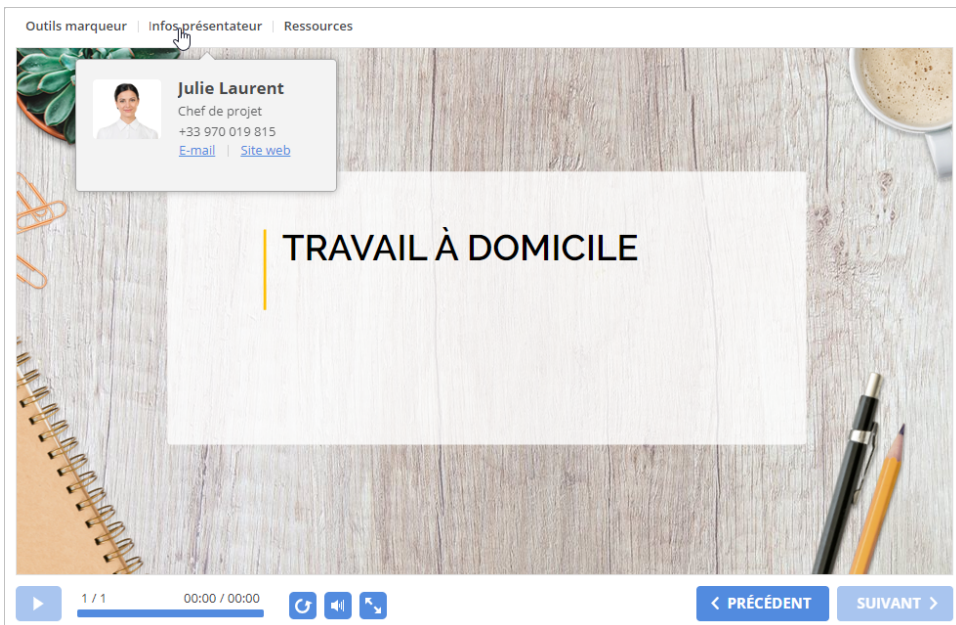 Outils marqueur | Infos présentateur | Ressources
Julie Laurent
Chef de projet
+33 970 019 815
E-mail | Site web
TRAVAIL À DOMICILE
1 / 1 00:00 / 00:00 PRÉCÉDENT SUIVANT